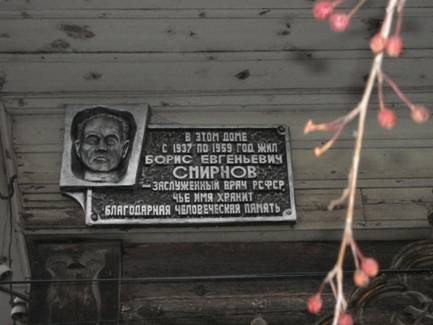 В ЭТОМ ДОМЕ
С 1937 ПО 1959 ГОД ЖИЛ
БОРИС ЕВГЕНЬЕВИЧ
СМИРНОВ
—ЗАСЛУЖЕННЫЙ ВРАЧ РСФСР,
ЧЬЕ ИМЯ ХРАНИТ
БЛАГОДАРНАЯ ЧЕЛОВЕЧЕСКАЯ ПАМЯТЬ